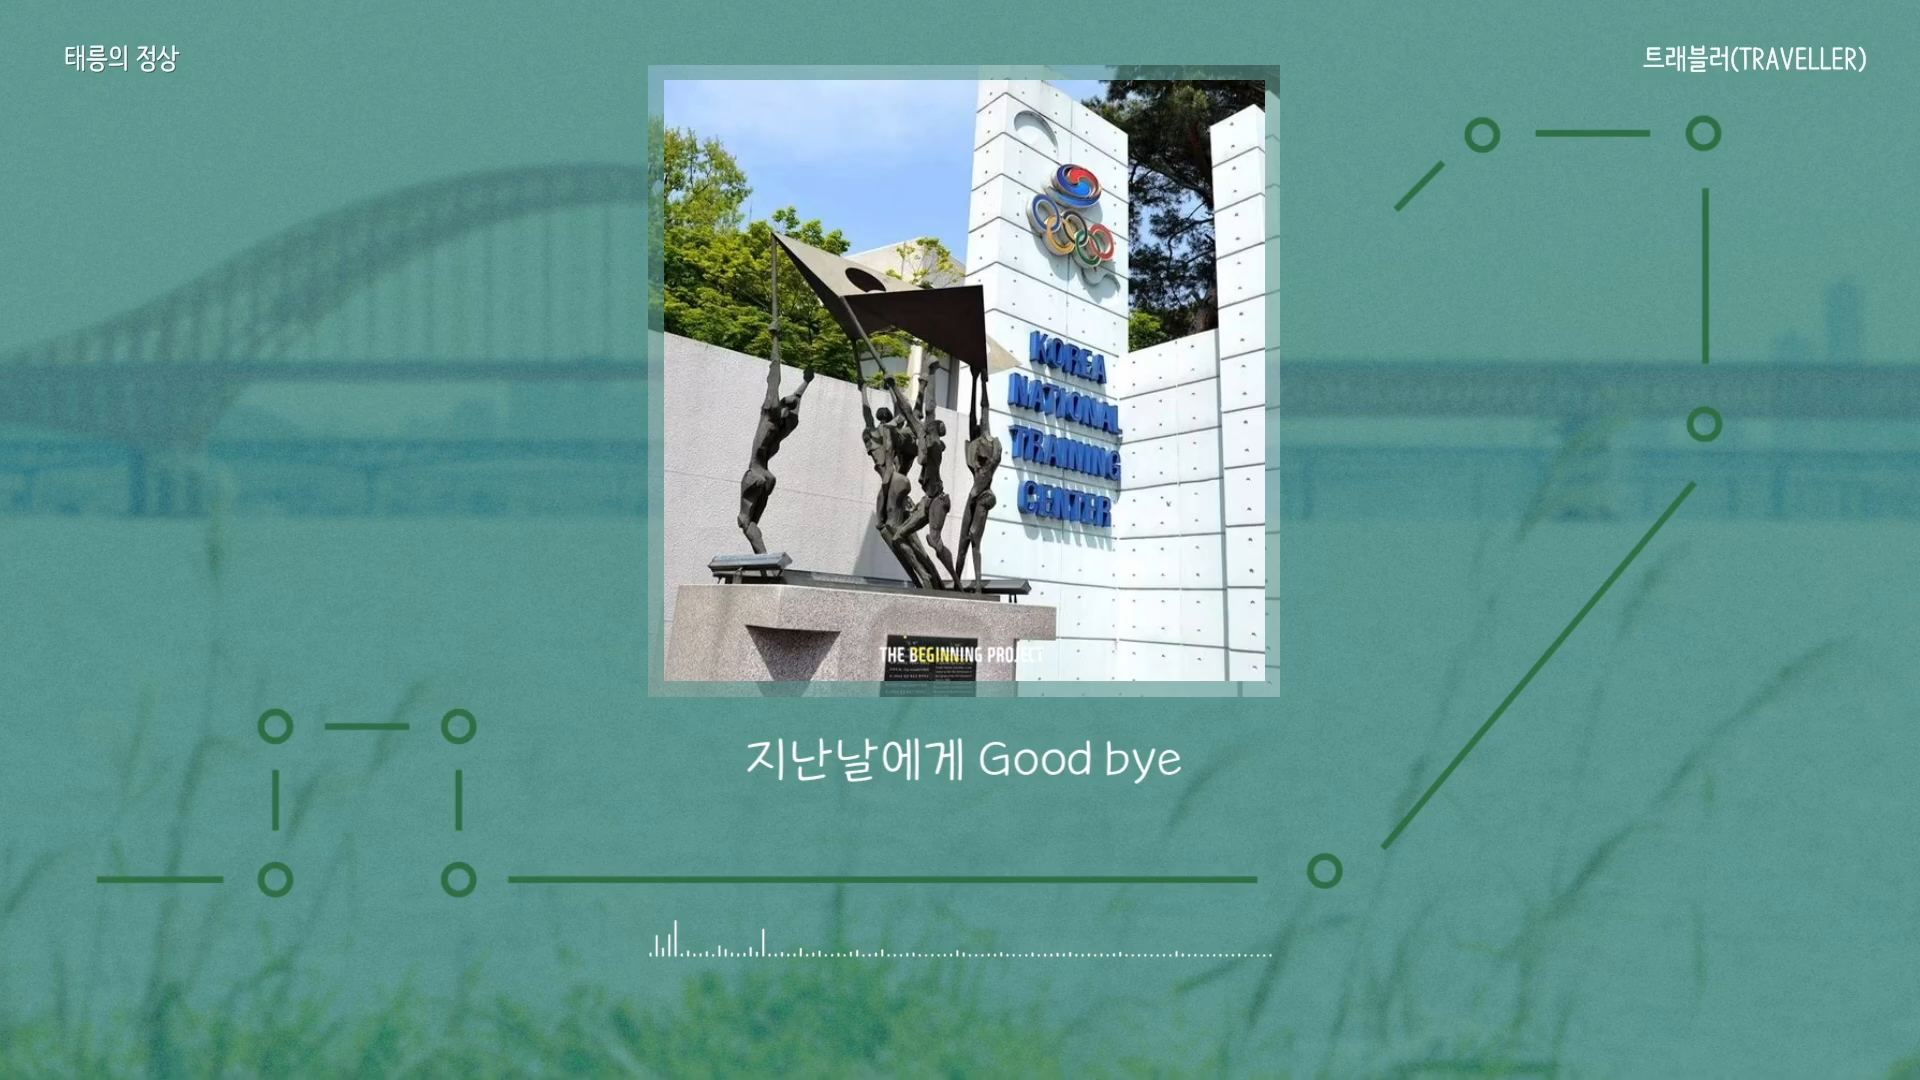 태릉의 정상
트래블러(TRAVELLER)
KOREA
NATIONAL
TRAINING
CENTER
THE BEGINNING PROJECT
지난날에게 Good bye